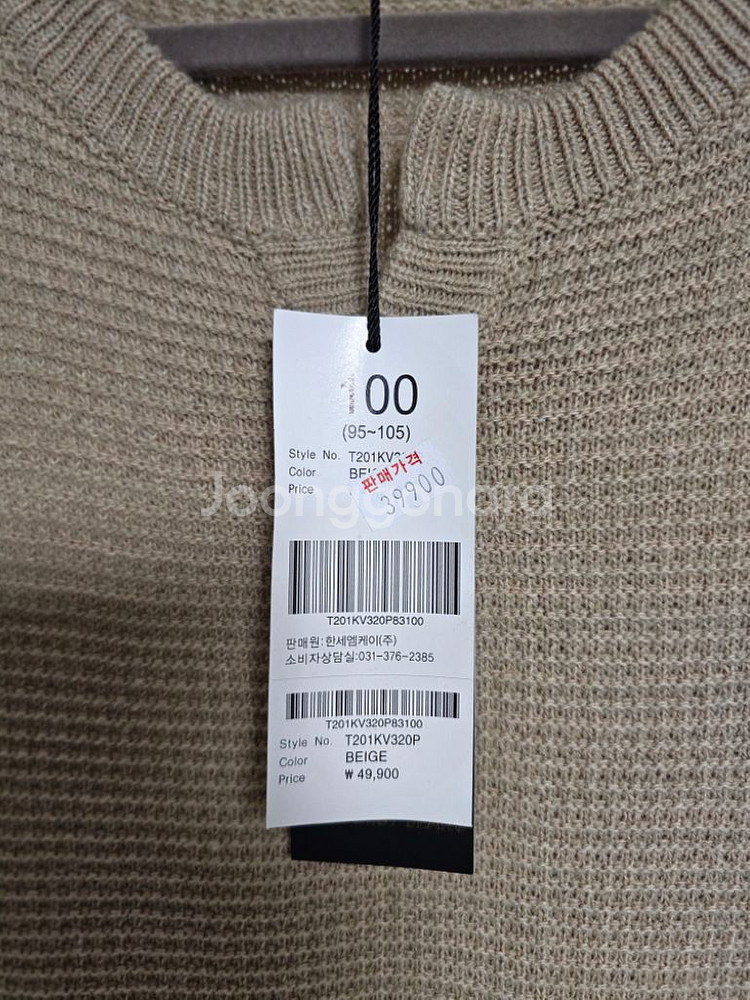 00
(95~105)
Style No. T201KV32
Color BEI
판매가격
Price
39900
Joonggonara
T201KV320P83100
판매원:한세엠케이(주)
소비자상담실:031-376-2385
T201KV320P83100
Style No. T201KV320P
Color BEIGE
Price ₩ 49,900